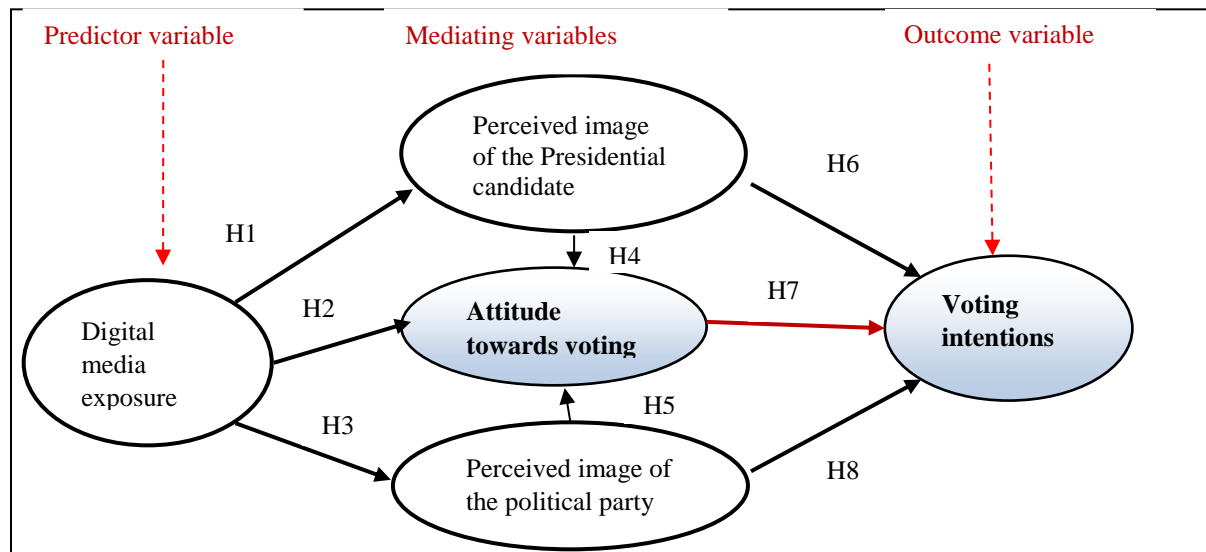 Predictor variable
Mediating variables
Outcome variable
Perceived image
of the Presidential
candidate
H6
H1
H4
H7
H2
Attitude
towards voting
Voting
intentions
Digital
media
exposure
H3
H5
Perceived image of
the political party
H8